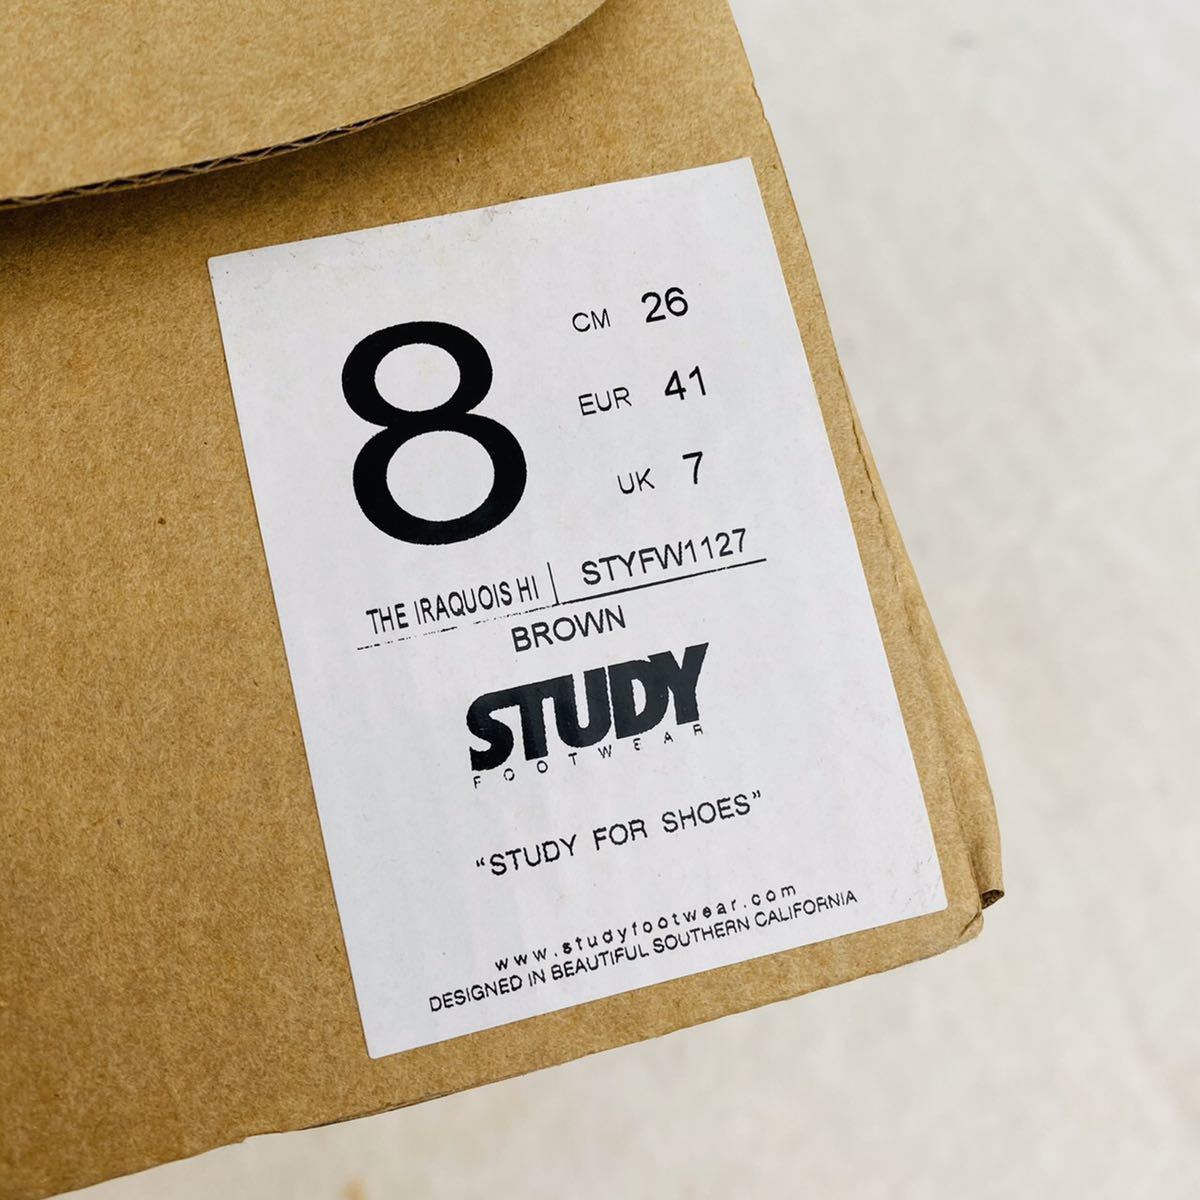 8
CM 26
EUR 41
UK 7
THE IRAQUOIS HI | STYFW1127
BROWN
STUDY
FOOTWEAR
“STUDY FOR SHOES”
www.studyfootwear.com
DESIGNED IN BEAUTIFUL SOUTHERN CALIFORNIA